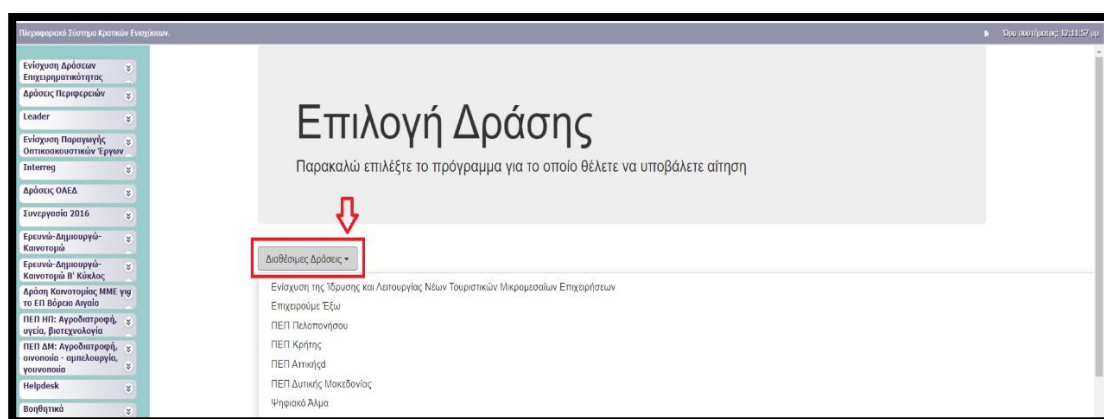 Πληροφοριακό Σύστημα Κρατικών Ενισχύσεων.
Ώρα συστήματος: 12:11:57 μμ
Ενίσχυση Δράσεων
Επιχειρηματικότητας
Δράσεις Περιφερειών
Leader
Ενίσχυση Παραγωγής
Οπτικοακουστικών Έργων
Interreg
Δράσεις ΟΑΕΔ
Συνεργασία 2016
Ερευνώ-Δημιουργώ-
Καινοτομώ
Ερευνώ-Δημιουργώ-
Καινοτομώ Β' Κύκλος
Δράση Καινοτομίας ΜΜΕ για
το ΕΠ Βόρειο Αιγαίο
ΠΕΠ ΗΠ: Αγροδιατροφή,
υγεία, βιοτεχνολογία
ΠΕΠ ΔΜ: Αγροδιατροφή,
οινοποιία - αμπελουργία,
γουνοποιία
Helpdesk
Βοηθητικά
Επιλογή Δράσης
Παρακαλώ επιλέξτε το πρόγραμμα για το οποίο θέλετε να υποβάλετε αίτηση
Διαθέσιμες Δράσεις
Ενίσχυση της Ίδρυσης και Λειτουργίας Νέων Τουριστικών Μικρομεσαίων Επιχειρήσεων
Επιχειρούμε Έξω
ΠΕΠ Πελοπονήσου
ΠΕΠ Κρήτης
ΠΕΠ Αττικήςd
ΠΕΠ Δυτικής Μακεδονίας
Ψηφιακό Άλμα